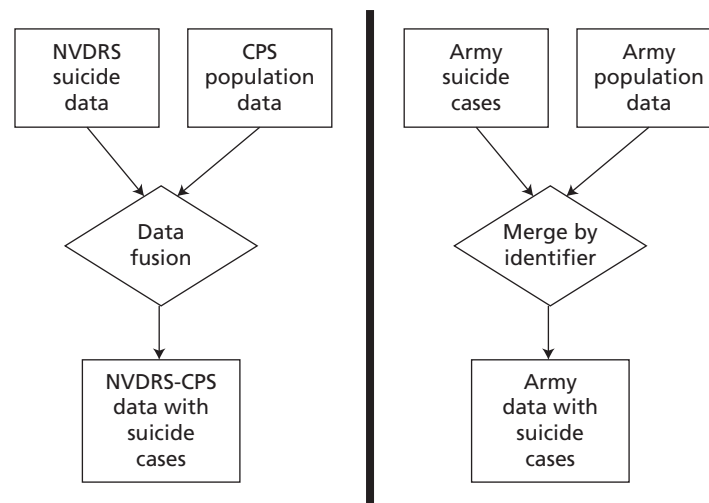 NVDRS
suicide
data
CPS
population
data
Data
fusion
NVDRS-CPS
data with
suicide
cases
Army
suicide
cases
Army
population
data
Merge by
identifier
Army
data with
suicide
cases